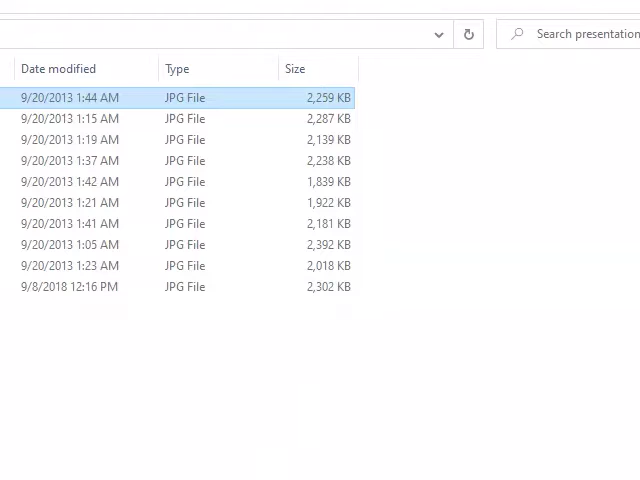 Search presentation
Date modified Type Size
9/20/2013 1:44 AM JPG File 2,259 KB
9/20/2013 1:15 AM JPG File 2,287 KB
9/20/2013 1:19 AM JPG File 2,139 KB
9/20/2013 1:37 AM JPG File 2,238 KB
9/20/2013 1:42 AM JPG File 1,839 KB
9/20/2013 1:21 AM JPG File 1,922 KB
9/20/2013 1:41 AM JPG File 2,181 KB
9/20/2013 1:05 AM JPG File 2,392 KB
9/20/2013 1:23 AM JPG File 2,018 KB
9/8/2018 12:16 PM JPG File 2,302 KB